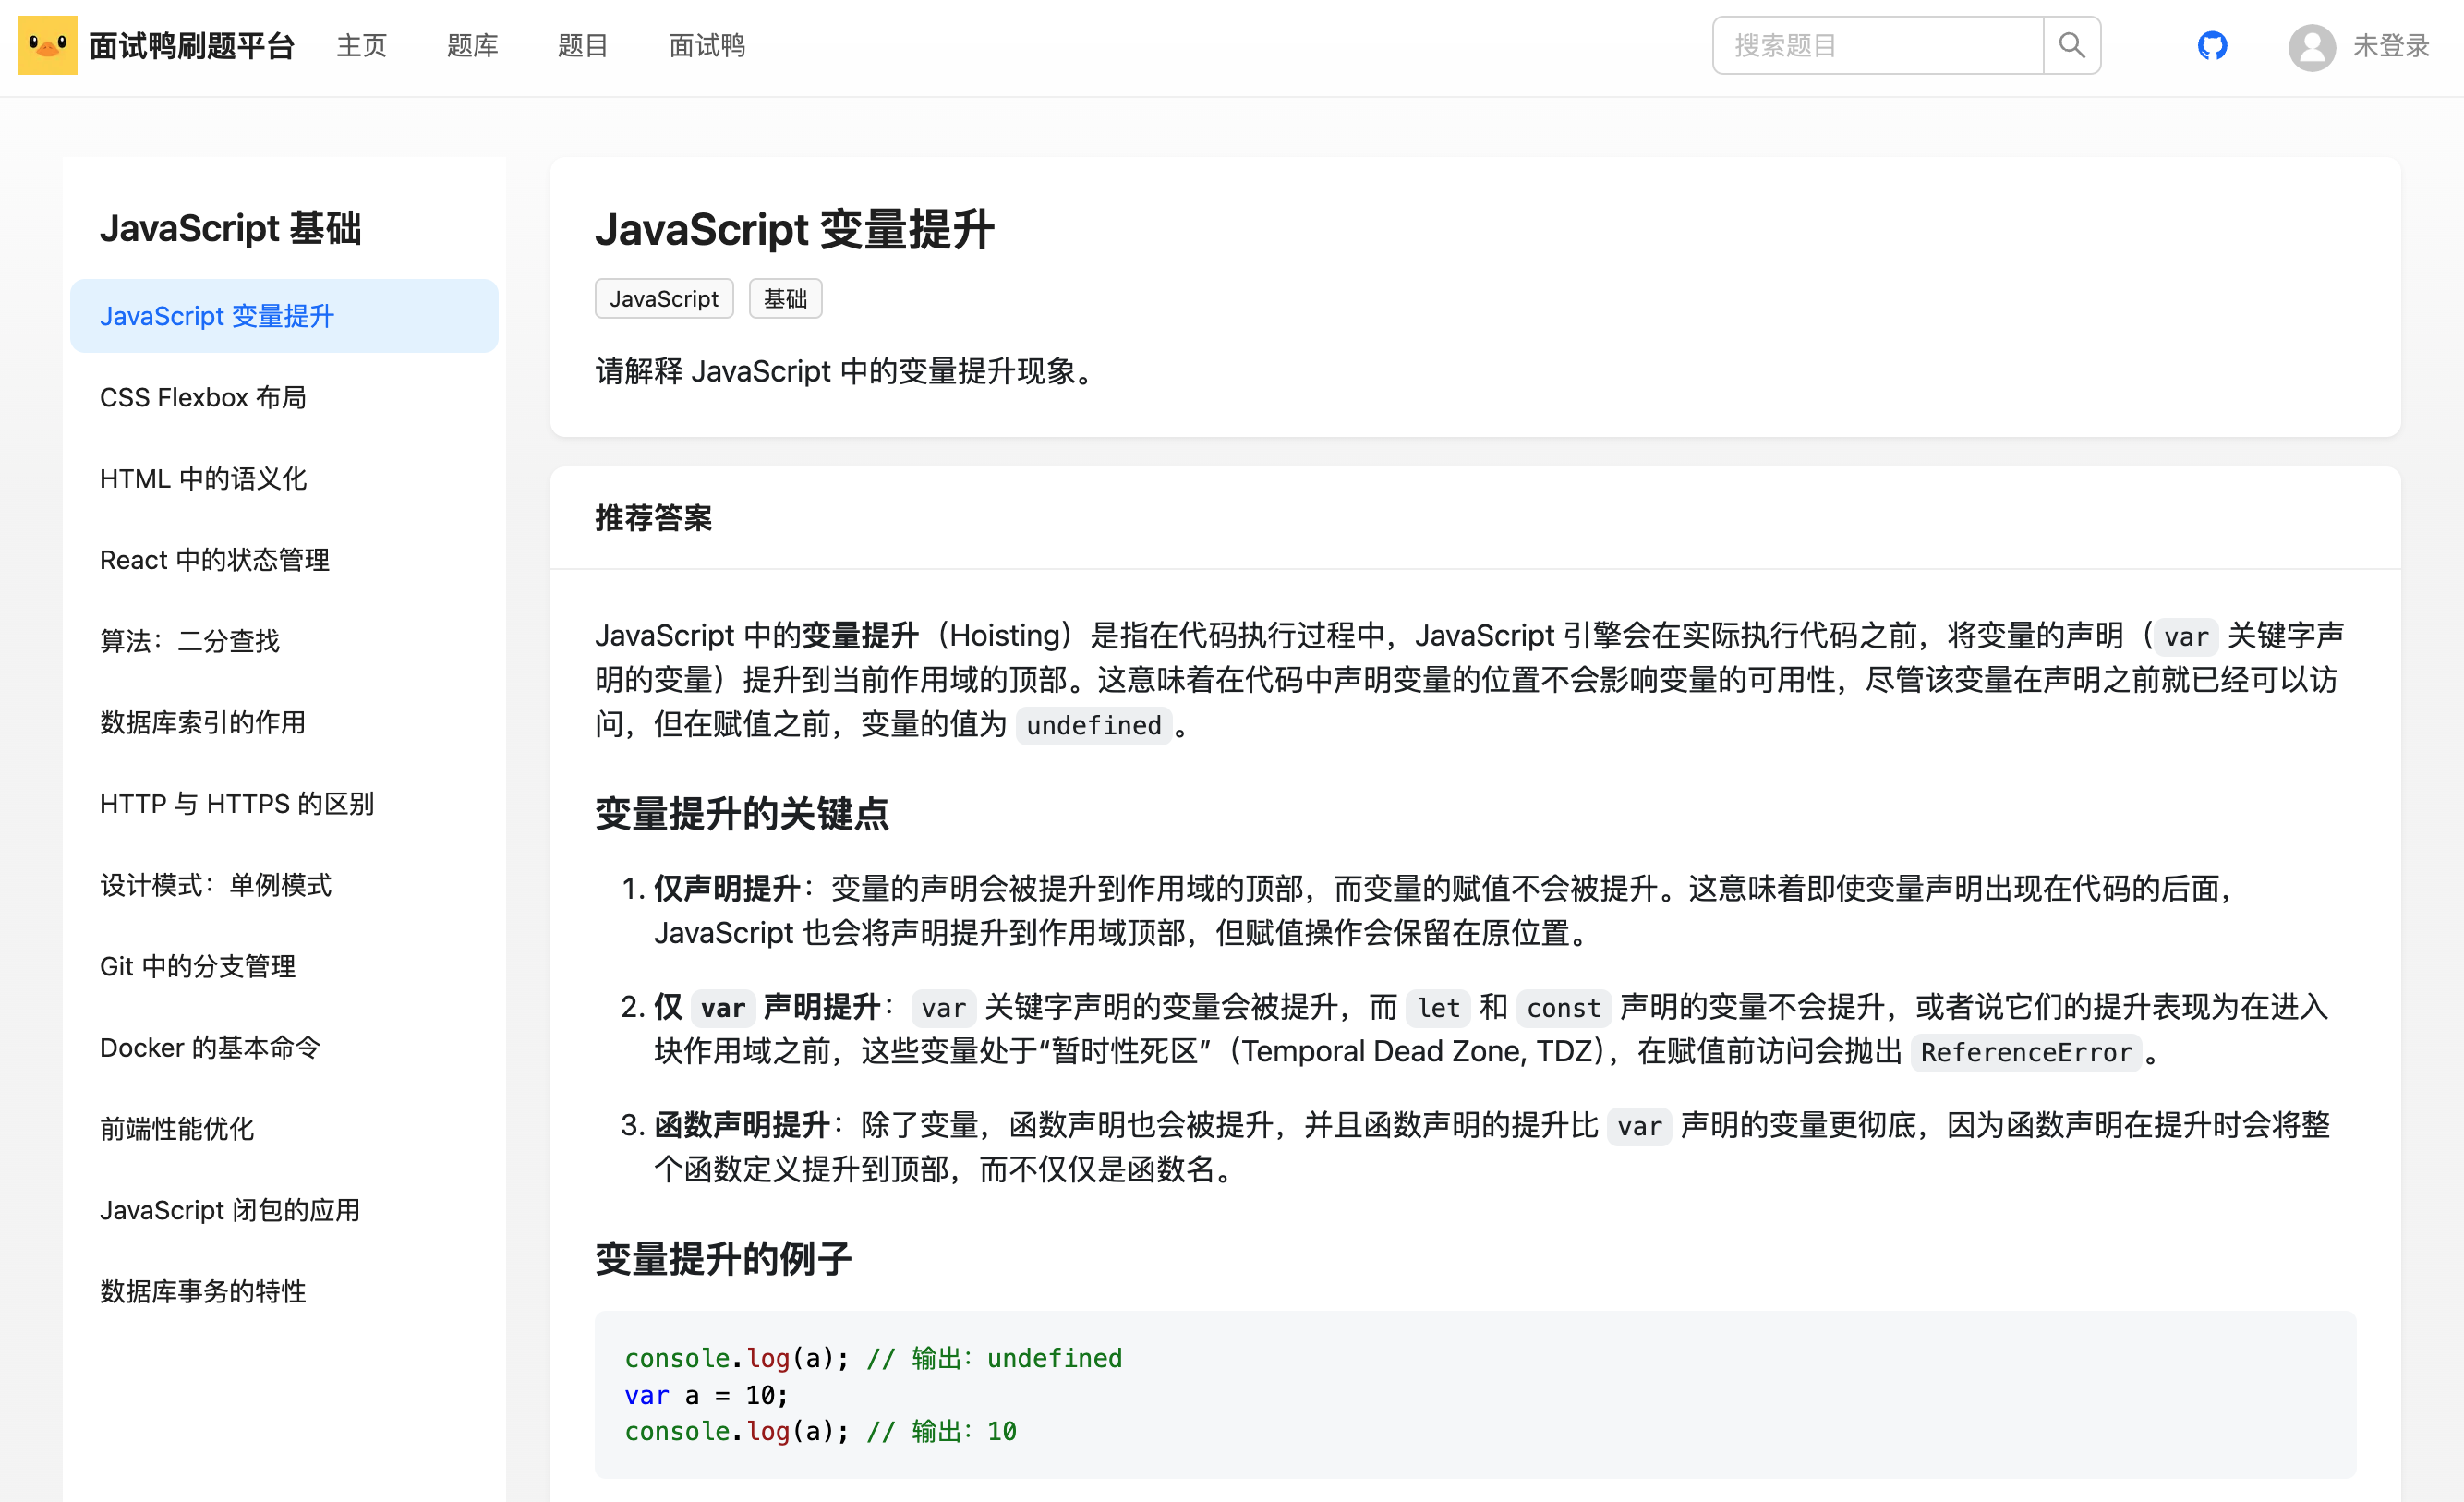 面试鸭刷题平台 主页 题库 题目 面试鸭 搜索题目 未登录
JavaScript 基础
JavaScript 变量提升
CSS Flexbox 布局
HTML 中的语义化
React 中的状态管理
算法：二分查找
数据库索引的作用
HTTP 与 HTTPS 的区别
设计模式：单例模式
Git 中的分支管理
Docker 的基本命令
前端性能优化
JavaScript 闭包的应用
数据库事务的特性
JavaScript 变量提升
JavaScript 基础
请解释 JavaScript 中的变量提升现象。
推荐答案
JavaScript 中的变量提升（Hoisting）是指在代码执行过程中，JavaScript 引擎会在实际执行代码之前，将变量的声明（var 关键字声
明的变量）提升到当前作用域的顶部。这意味着在代码中声明变量的位置不会影响变量的可用性，尽管该变量在声明之前就已经可以访
问，但在赋值之前，变量的值为 undefined。
变量提升的关键点
1. 仅声明提升：变量的声明会被提升到作用域的顶部，而变量的赋值不会被提升。这意味着即使变量声明出现在代码的后面，
JavaScript 也会将声明提升到作用域顶部，但赋值操作会保留在原位置。
2. 仅 var 声明提升：var 关键字声明的变量会被提升，而 let 和 const 声明的变量不会提升，或者说它们的提升表现为在进入
块作用域之前，这些变量处于“暂时性死区”（Temporal Dead Zone, TDZ），在赋值前访问会抛出 ReferenceError。
3. 函数声明提升：除了变量，函数声明也会被提升，并且函数声明的提升比 var 声明的变量更彻底，因为函数声明在提升时会将整
个函数定义提升到顶部，而不仅仅是函数名。
变量提升的例子
console.log(a); // 输出：undefined
var a = 10;
console.log(a); // 输出：10